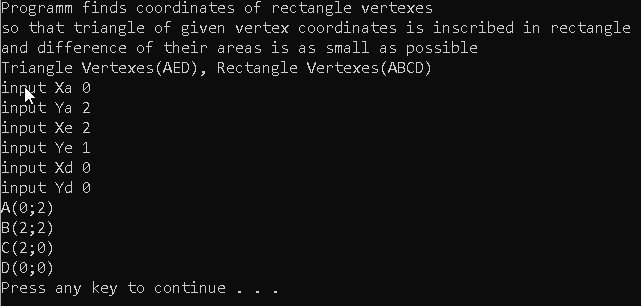 Programm finds coordinates of rectangle vertexes
so that triangle of given vertex coordinates is inscribed in rectangle
and difference of their areas is as small as possible
Triangle Vertexes(AED), Rectangle Vertexes(ABCD)
input Xa 0
input Ya 2
input Xe 2
input Ye 1
input Xd 0
input Yd 0
A(0;2)
B(2;2)
C(2;0)
D(0;0)
Press any key to continue . . .